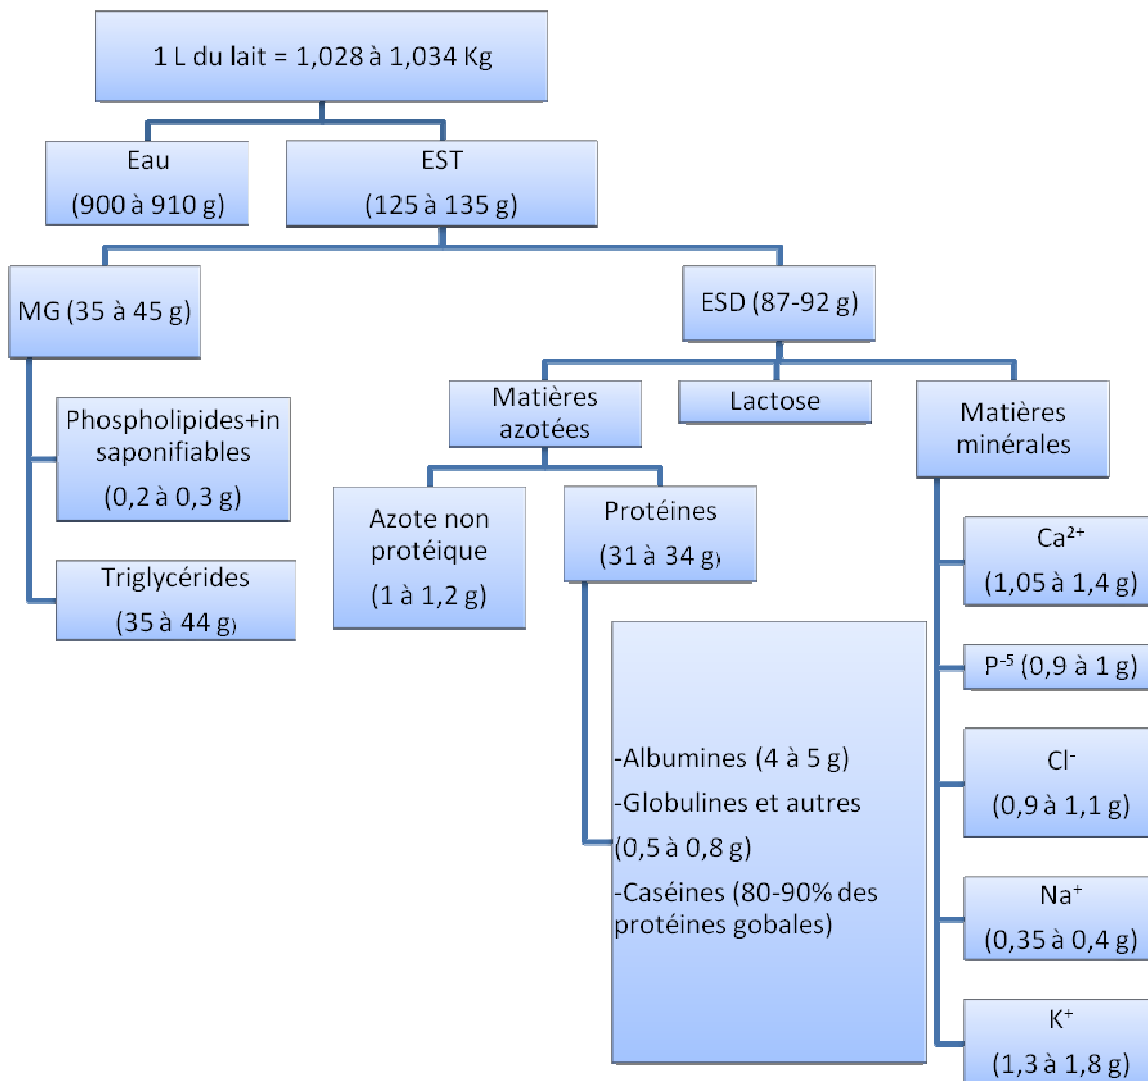 1 L du lait = 1,028 à 1,034 Kg
Eau
(900 à 910 g)
EST
(125 à 135 g)
MG (35 à 45 g)
ESD (87-92 g)
Phospholipides+in
saponifiables
(0,2 à 0,3 g)
Triglycérides
(35 à 44 g)
Matières
azotées
Lactose
Matières
minérales
Azote non
protéique
(1 à 1,2 g)
Protéines
(31 à 34 g)
-Albumines (4 à 5 g)
-Globulines et autres
(0,5 à 0,8 g)
-Caséines (80-90% des
protéines gobales)
Ca²⁺
(1,05 à 1,4 g)
P⁻⁵ (0,9 à 1 g)
Cl⁻
(0,9 à 1,1 g)
Na⁺
(0,35 à 0,4 g)
K⁺
(1,3 à 1,8 g)